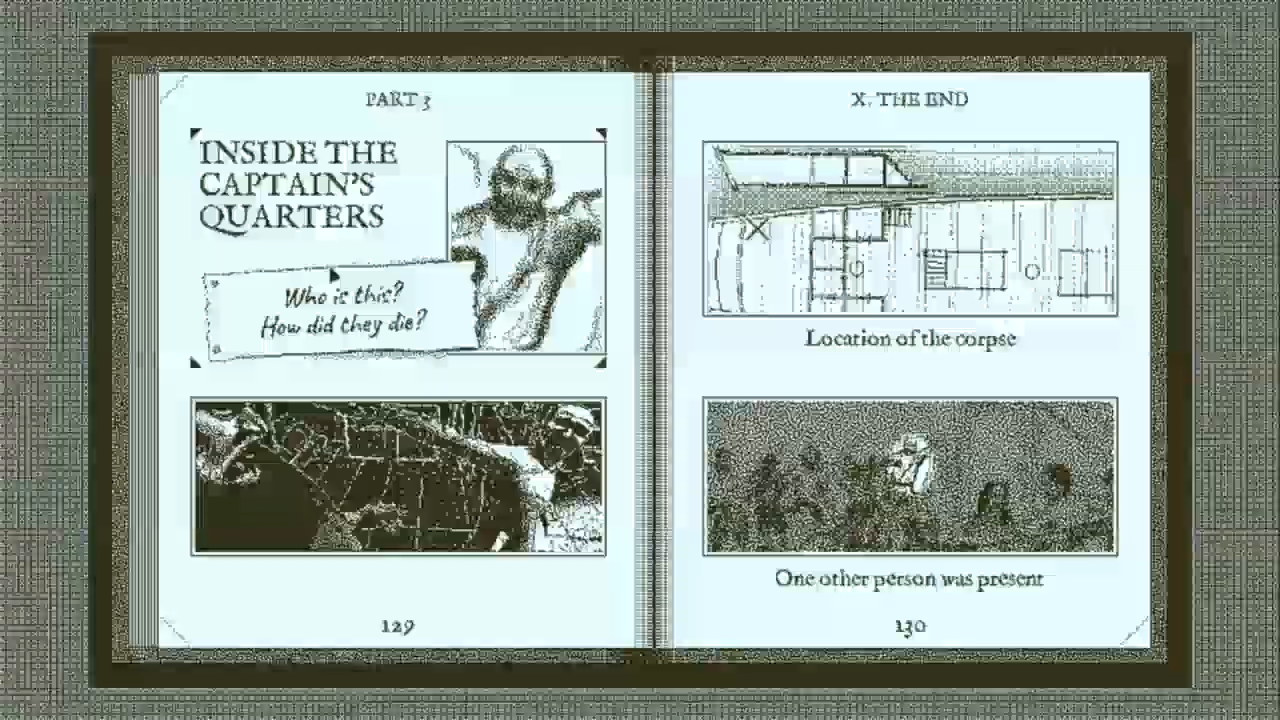 PART 3
INSIDE THE
CAPTAIN'S
QUARTERS
Who is this?
How did they die?
129
X. THE END
Location of the corpse
One other person was present
130